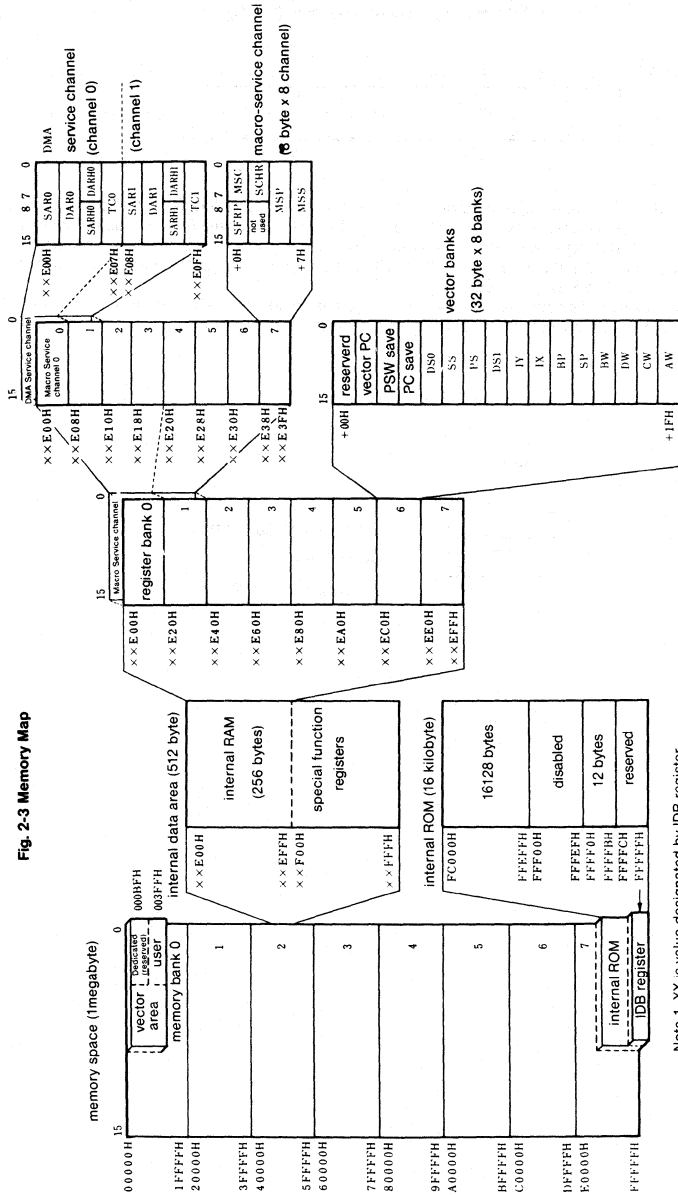 Fig. 2-3 Memory Map
memory space (1megabyte)
15
0
00000H
1FFFFH
20000H
3FFFFH
40000H
5FFFFH
60000H
7FFFFH
80000H
9FFFFH
A0000H
BFFFFH
C0000H
DFFFFH
E0000H
FFFFFH
vector area
Dedicated (reserved)
user
000BFH
003FFH
memory bank 0
1
2
3
4
5
6
7
internal ROM
IDB register
internal data area (512 byte)
××E00H
××EFFH
××F00H
××FFFH
internal RAM
(256 bytes)
special function
registers
internal ROM (16 kilobyte)
FC000H
FFEFFH
FFF00H
FFFEFH
FFFF0H
FFFFBH
FFFFCH
FFFFFH
16128 bytes
disabled
12 bytes
reserved
15
0
Macro Service channel
××E00H
××E20H
××E40H
××E60H
××E80H
××EA0H
××EC0H
××EE0H
××EFFH
register bank 0
1
2
3
4
5
6
7
15
0
DMA Service channel
Macro Service
channel 0
0
1
2
3
4
5
6
7
××E00H
××E08H
××E10H
××E18H
××E20H
××E28H
××E30H
××E38H
××E3FH
15
8 7
0
××E00H
××E07H
××E08H
××E0FH
SAR0
DAR0
SARH0
DARH0
TC0
SAR1
DAR1
SARH1
DARH1
TC1
DMA
service channel
(channel 0)
(channel 1)
15
8 7
0
+0H
+7H
SFRP
MSC
not used
SCHR
MSP
MSS
macro-service channel
(8 byte x 8 channel)
15
0
+00H
+1FH
reserverd
vector PC
PSW save
PC save
DS0
SS
PS
DS1
IY
IX
BP
SP
BW
DW
CW
AW
vector banks
(32 byte x 8 banks)
Note 1. XX is value designated by IDB register